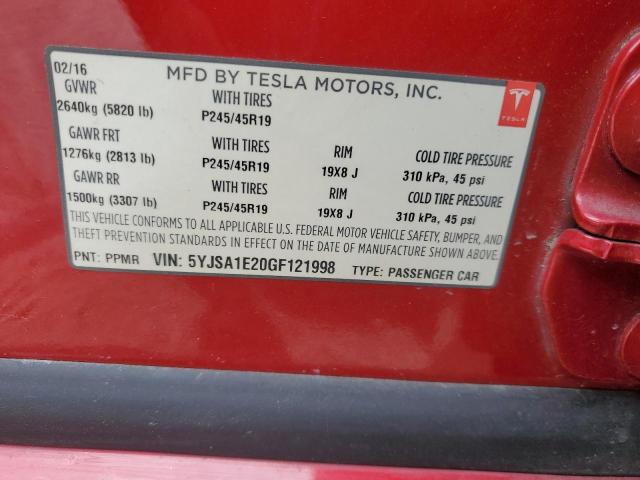 02/16 MFD BY TESLA MOTORS, INC.
GVWR WITH TIRES
2640kg (5820 lb) P245/45R19
TESLA
GAWR FRT WITH TIRES RIM COLD TIRE PRESSURE
1276kg (2813 lb) P245/45R19 19X8 J 310 kPa, 45 psi
GAWR RR WITH TIRES RIM COLD TIRE PRESSURE
1500kg (3307 lb) P245/45R19 19X8 J 310 kPa, 45 psi
THIS VEHICLE CONFORMS TO ALL APPLICABLE U.S. FEDERAL MOTOR VEHICLE SAFETY, BUMPER, AND
THEFT PREVENTION STANDARDS IN EFFECT ON THE DATE OF MANUFACTURE SHOWN ABOVE.
PNT: PPMR VIN: 5YJSA1E20GF121998 TYPE: PASSENGER CAR